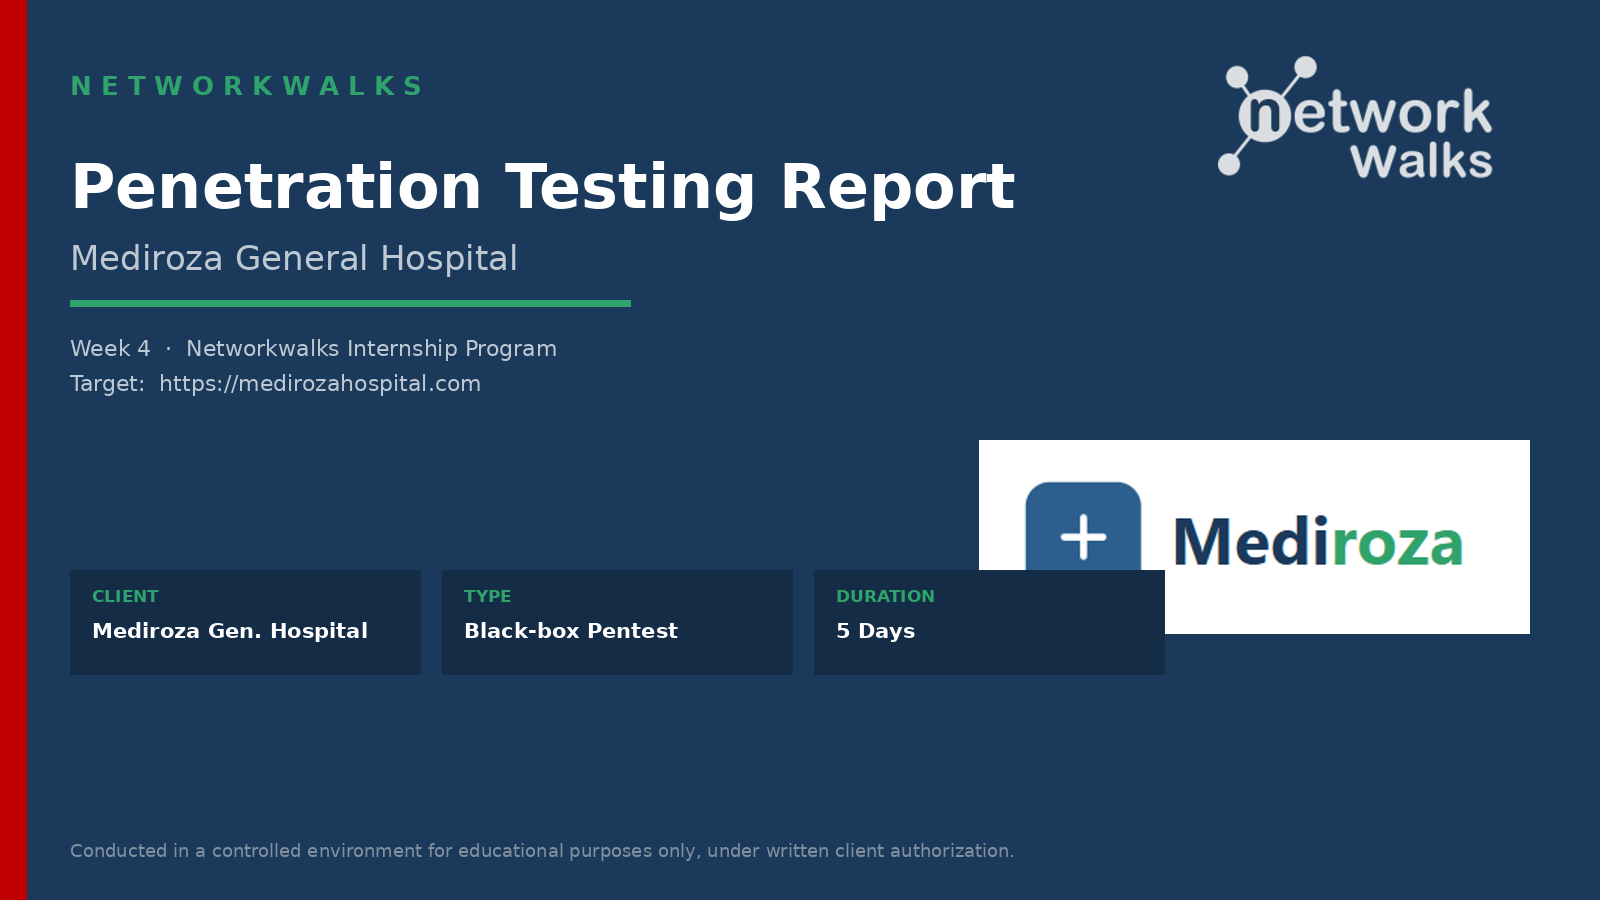 NETWORKWALKS
network
walks
Penetration Testing Report
Mediroza General Hospital
Week 4 · Networkwalks Internship Program
Target: https://medirozahospital.com
Mediroza
CLIENT
Mediroza Gen. Hospital
TYPE
Black-box Pentest
DURATION
5 Days
Conducted in a controlled environment for educational purposes only, under written client authorization.